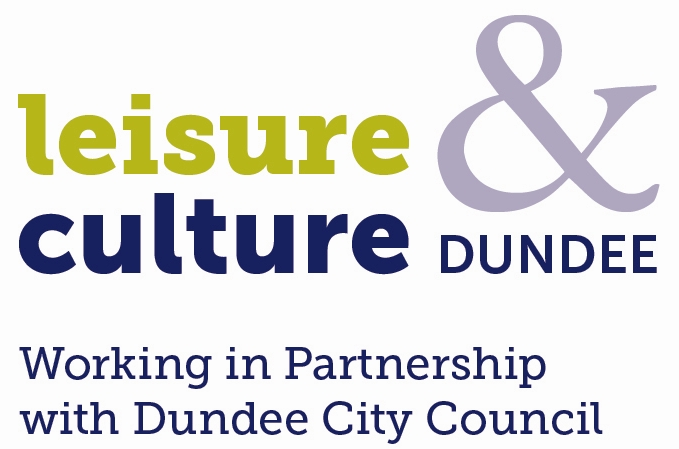 leisure &
culture DUNDEE
Working in Partnership
with Dundee City Council